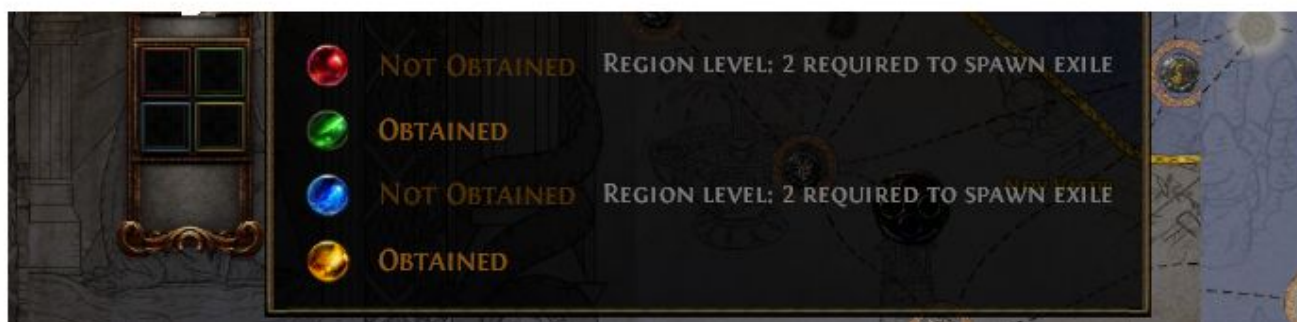 Not Obtained Region level: 2 required to spawn exile
Obtained
Not Obtained Region level: 2 required to spawn exile
Obtained